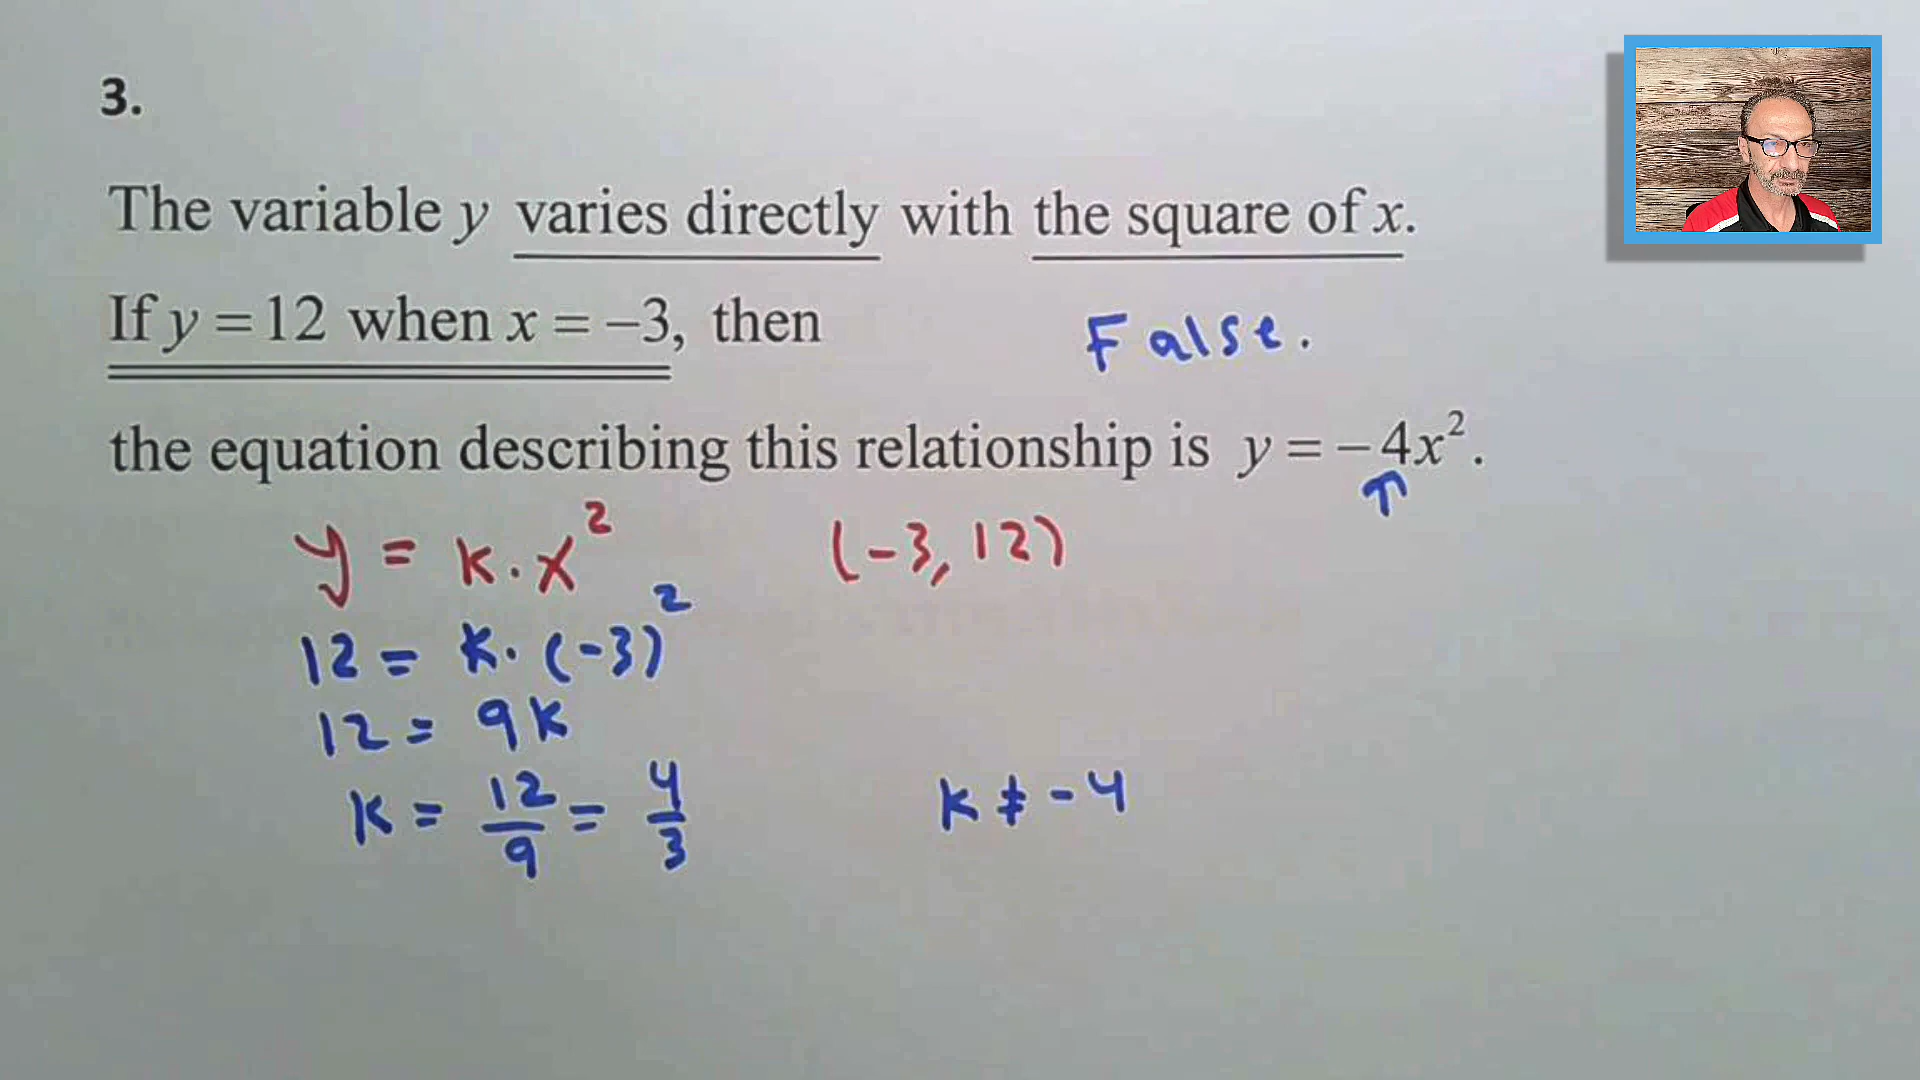 3.
The variable y varies directly with the square of x.
If y = 12 when x = −3, then
False.
the equation describing this relationship is y = −4x².
↑
y = k · x² (-3, 12)
12 = k · (-3)²
12 = 9k
k = 12/9 = 4/3 k ≠ -4